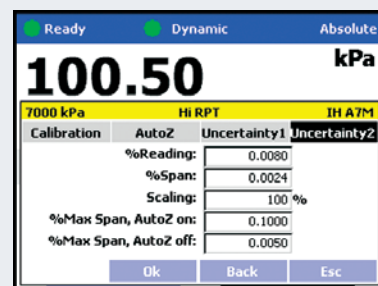 Ready Dynamic Absolute
100.50 kPa
7000 kPa Hi RPT IH A7M
Calibration AutoZ Uncertainty1 Uncertainty2
%Reading: 0.0080
%Span: 0.0024
Scaling: 100 %
%Max Span, AutoZ on: 0.1000
%Max Span, AutoZ off: 0.0050
Ok Back Esc